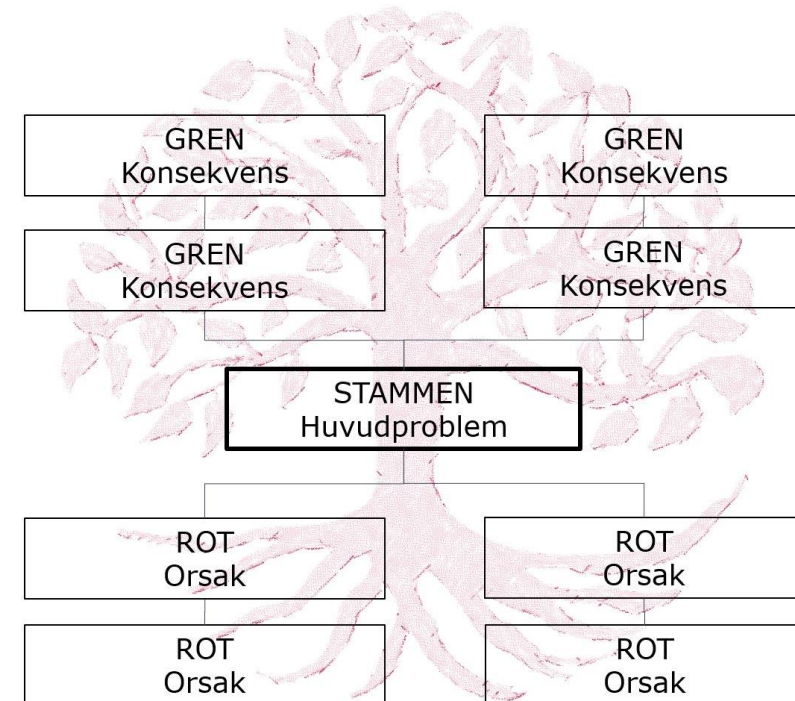 GREN
Konsekvens
GREN
Konsekvens
GREN
Konsekvens
GREN
Konsekvens
STAMMEN
Huvudproblem
ROT
Orsak
ROT
Orsak
ROT
Orsak
ROT
Orsak